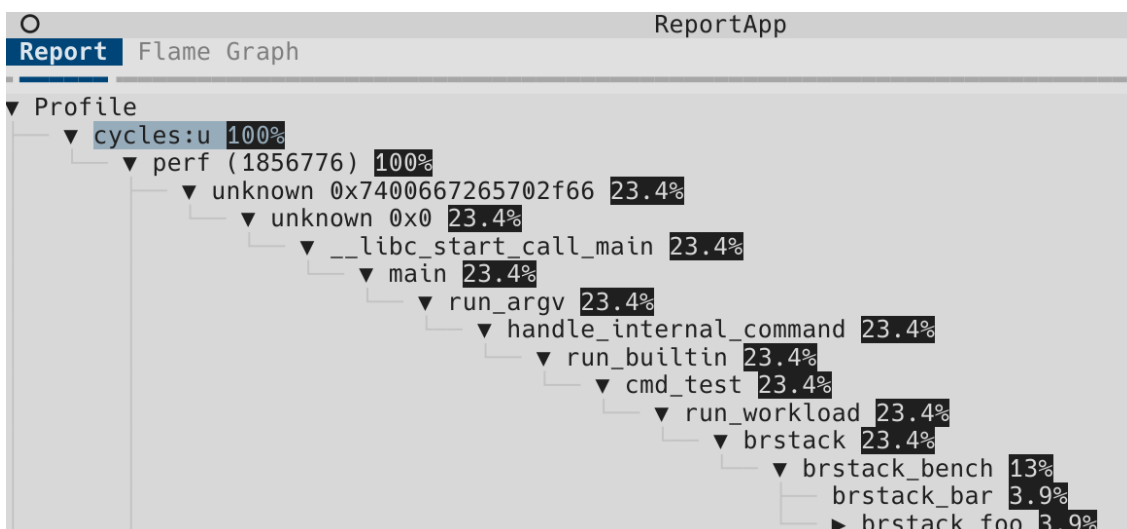 ReportApp
Report Flame Graph
▼ Profile
▼ cycles:u 100%
▼ perf (1856776) 100%
▼ unknown 0x7400667265702f66 23.4%
▼ unknown 0x0 23.4%
▼ __libc_start_call_main 23.4%
▼ main 23.4%
▼ run_argv 23.4%
▼ handle_internal_command 23.4%
▼ run_builtin 23.4%
▼ cmd_test 23.4%
▼ run_workload 23.4%
▼ brstack 23.4%
▼ brstack_bench 13%
brstack_bar 3.9%
▶ brstack_foo 3.9%